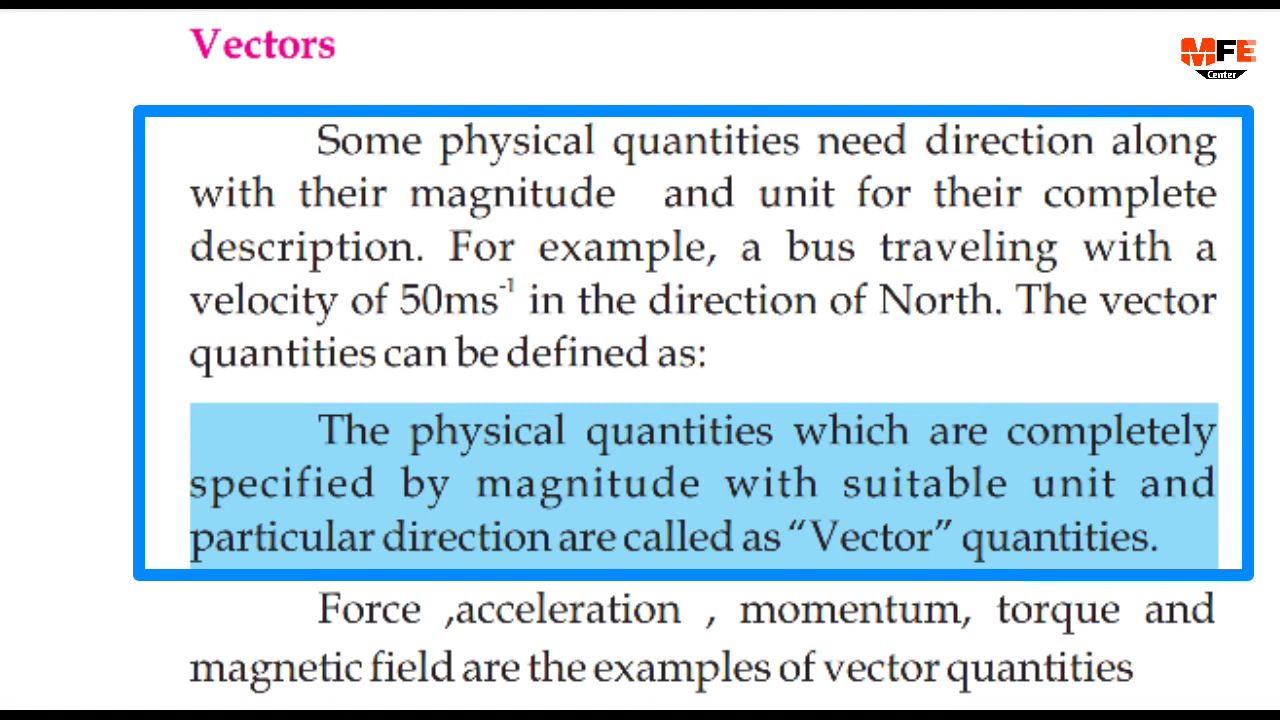 Vectors
MFE
Center
Some physical quantities need direction along
with their magnitude and unit for their complete
description. For example, a bus traveling with a
velocity of 50ms⁻¹ in the direction of North. The vector
quantities can be defined as:
The physical quantities which are completely
specified by magnitude with suitable unit and
particular direction are called as “Vector” quantities.
Force ,acceleration , momentum, torque and
magnetic field are the examples of vector quantities